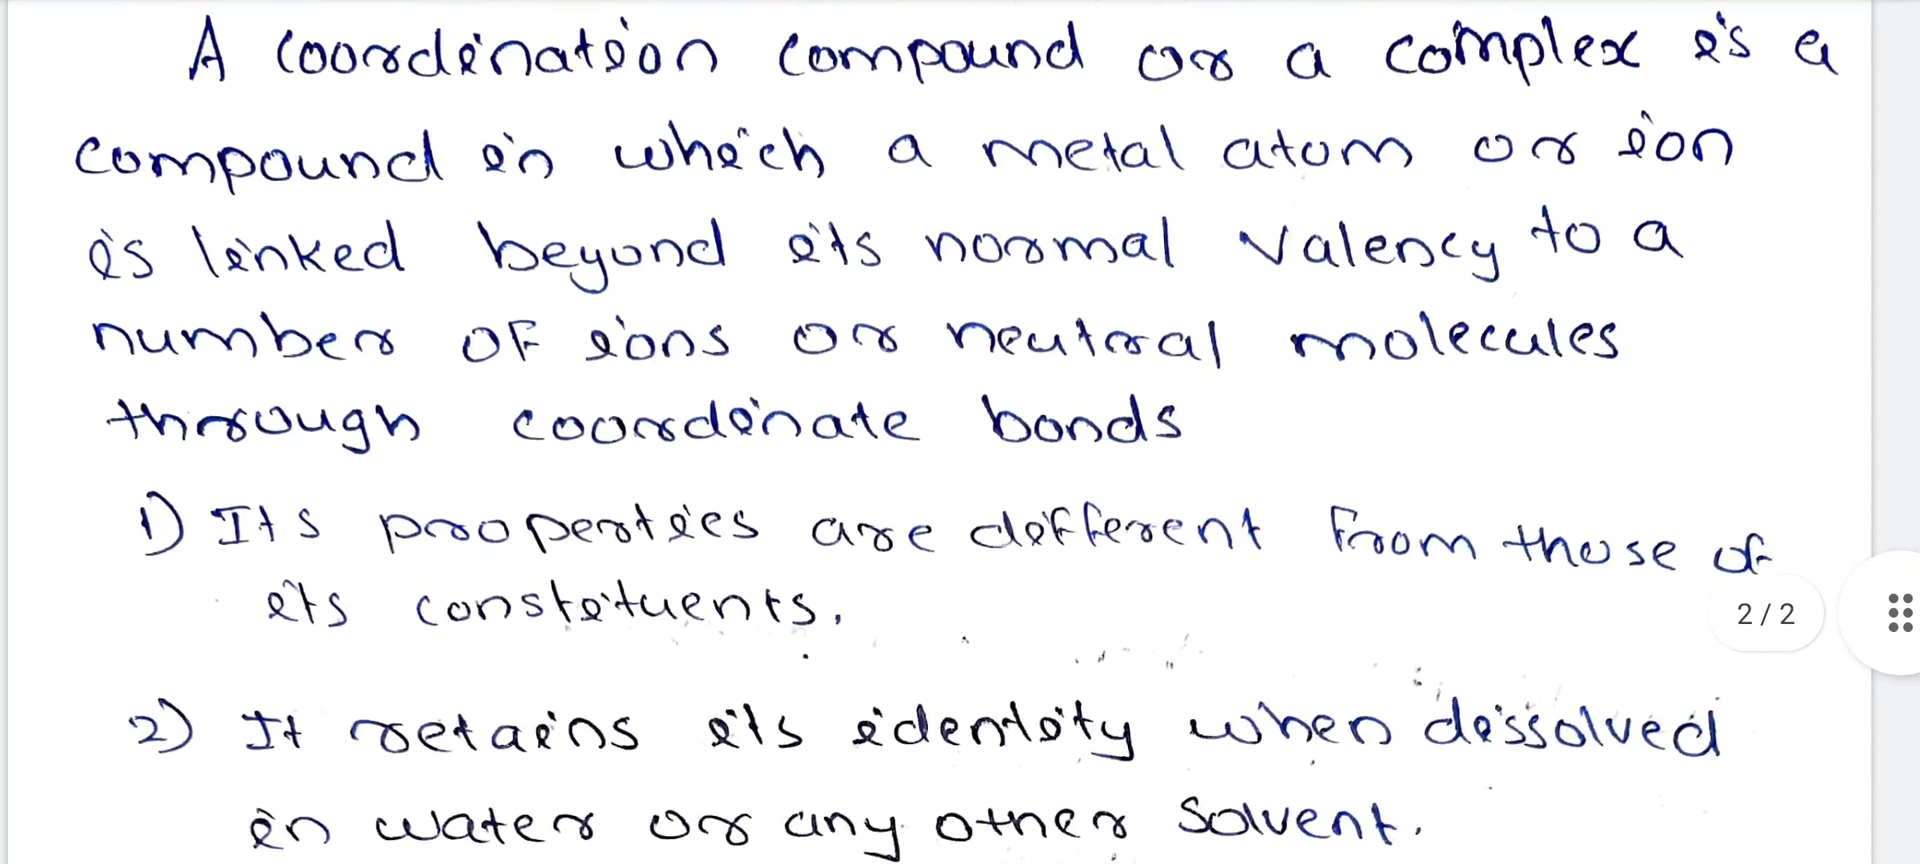 A coordination compound or a complex is a
compound in which a metal atom or ion
is linked beyond its normal valency to a
number of ions or neutral molecules
through coordinate bonds
1) Its properties are different from those of
its constituents.
2/2
2) It retains its identity when dissolved
in water or any other solvent.